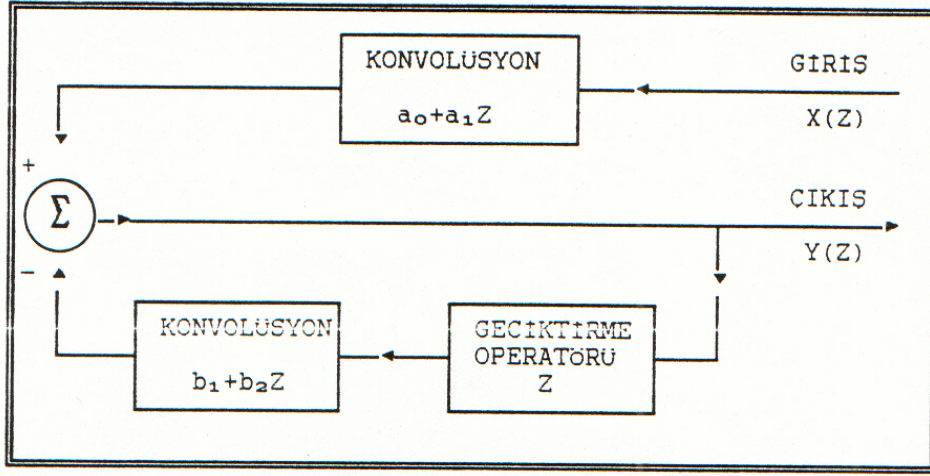 KONVOLÜSYON
a₀+a₁Z
GİRİŞ
X(Z)
+
Σ
ÇIKIŞ
Y(Z)
−
KONVOLÜSYON
b₁+b₂Z
GECİKTİRME
OPERATÖRÜ
Z